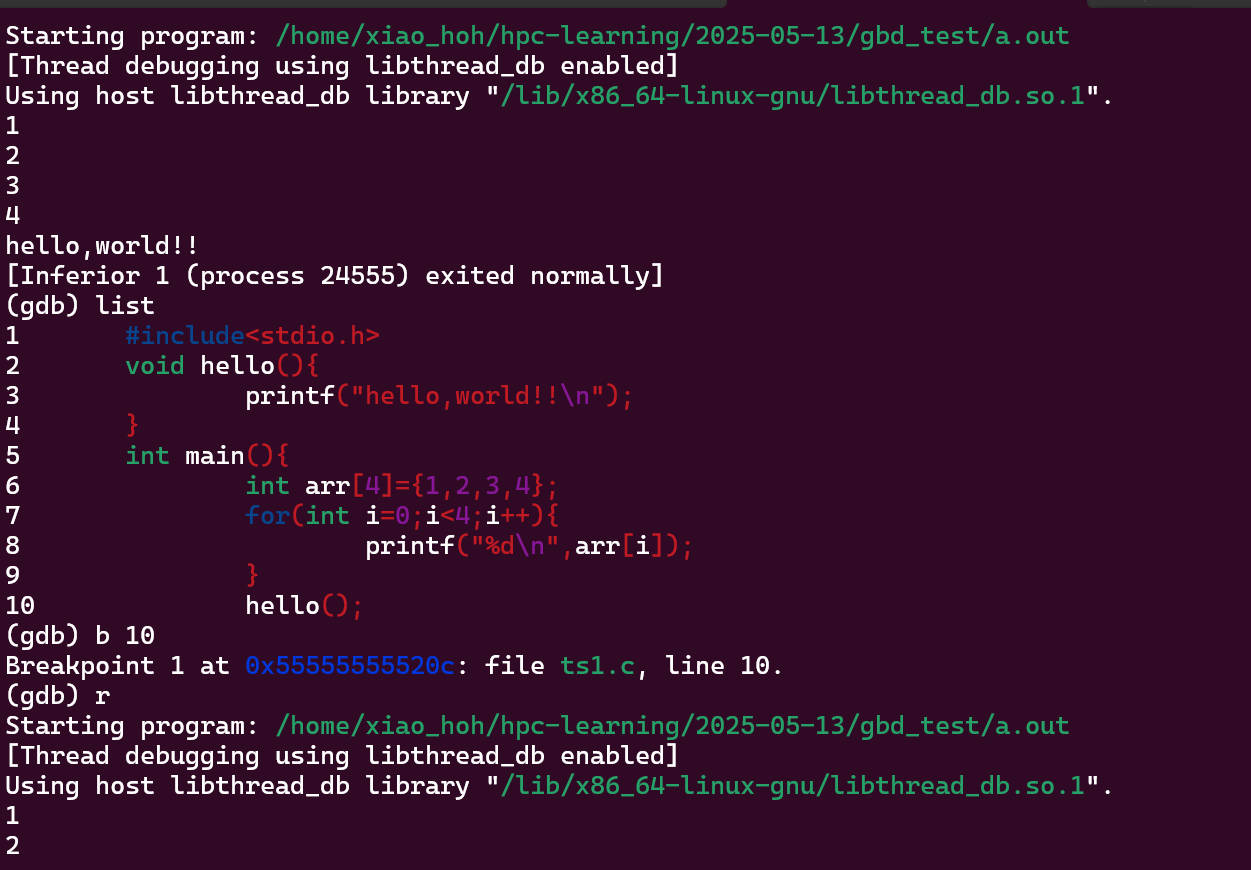 Starting program: /home/xiao_hoh/hpc-learning/2025-05-13/gbd_test/a.out
[Thread debugging using libthread_db enabled]
Using host libthread_db library "/lib/x86_64-linux-gnu/libthread_db.so.1".
1
2
3
4
hello,world!!
[Inferior 1 (process 24555) exited normally]
(gdb) list
1       #include<stdio.h>
2       void hello(){
3               printf("hello,world!!\n");
4       }
5       int main(){
6               int arr[4]={1,2,3,4};
7               for(int i=0;i<4;i++){
8                       printf("%d\n",arr[i]);
9               }
10              hello();
(gdb) b 10
Breakpoint 1 at 0x55555555520c: file ts1.c, line 10.
(gdb) r
Starting program: /home/xiao_hoh/hpc-learning/2025-05-13/gbd_test/a.out
[Thread debugging using libthread_db enabled]
Using host libthread_db library "/lib/x86_64-linux-gnu/libthread_db.so.1".
1
2